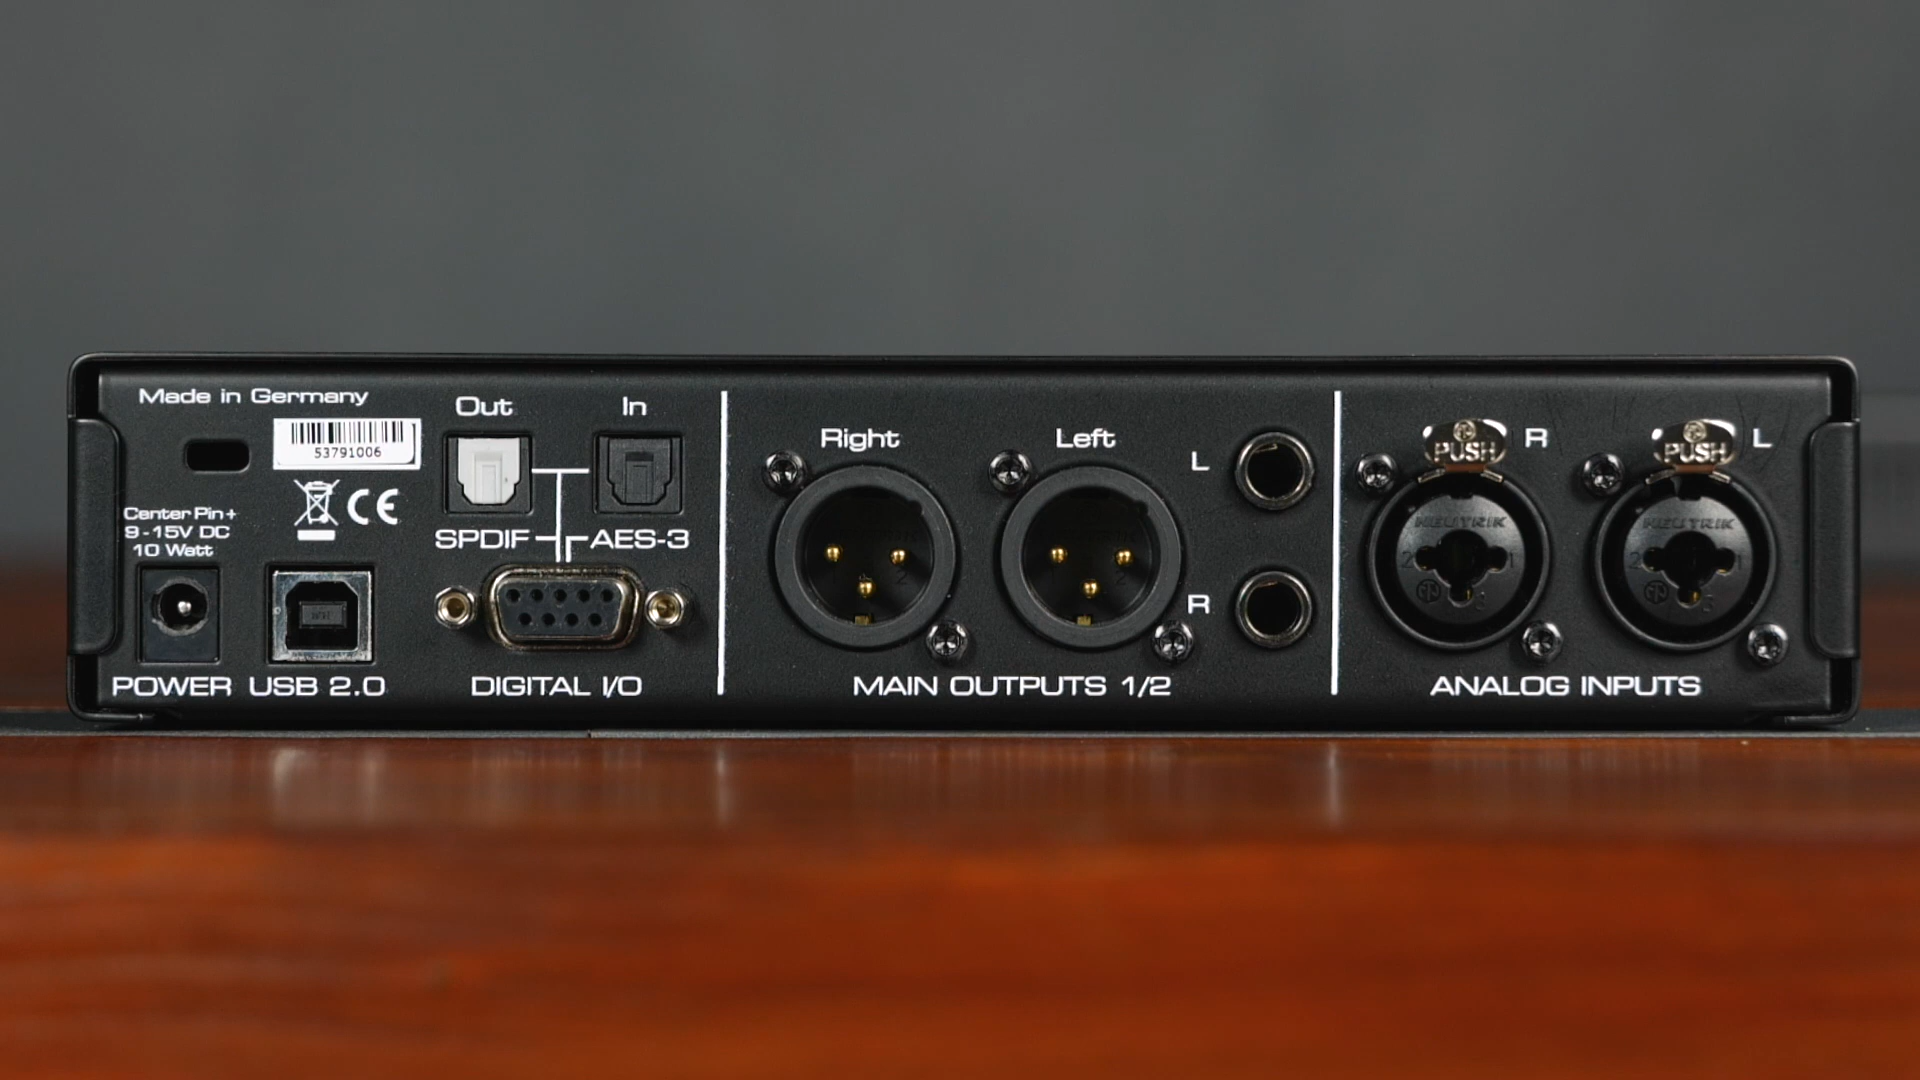 Made in Germany
53791006
CE
Center Pin+
9-15V DC
10 Watt
POWER
USB 2.0
Out
In
SPDIF
AES-3
DIGITAL I/O
Right
Left
L
R
MAIN OUTPUTS 1/2
PUSH
R
PUSH
L
NEUTRIK
NEUTRIK
ANALOG INPUTS